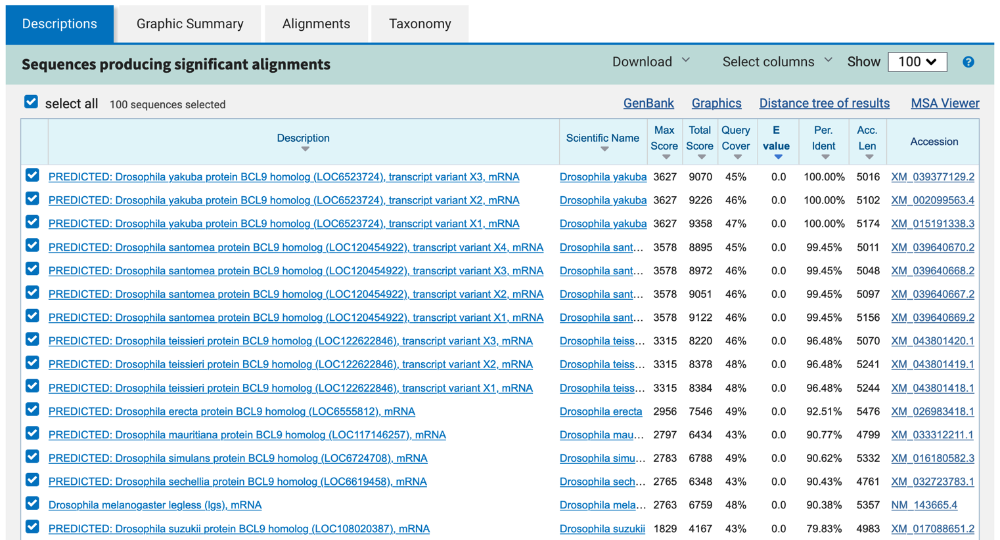 Descriptions Graphic Summary Alignments Taxonomy
Sequences producing significant alignments Download Select columns Show 100 ?
select all 100 sequences selected GenBank Graphics Distance tree of results MSA Viewer
Description Scientific Name Max Score Total Score Query Cover E value Per. Ident Acc. Len Accession
PREDICTED: Drosophila yakuba protein BCL9 homolog (LOC6523724), transcript variant X3, mRNA Drosophila yakuba 3627 9070 45% 0.0 100.00% 5016 XM_039377129.2
PREDICTED: Drosophila yakuba protein BCL9 homolog (LOC6523724), transcript variant X2, mRNA Drosophila yakuba 3627 9226 46% 0.0 100.00% 5102 XM_002099563.4
PREDICTED: Drosophila yakuba protein BCL9 homolog (LOC6523724), transcript variant X1, mRNA Drosophila yakuba 3627 9358 47% 0.0 100.00% 5174 XM_015191338.3
PREDICTED: Drosophila santomea protein BCL9 homolog (LOC120454922), transcript variant X4, mRNA Drosophila sant... 3578 8895 45% 0.0 99.45% 5011 XM_039640670.2
PREDICTED: Drosophila santomea protein BCL9 homolog (LOC120454922), transcript variant X3, mRNA Drosophila sant... 3578 8972 46% 0.0 99.45% 5048 XM_039640668.2
PREDICTED: Drosophila santomea protein BCL9 homolog (LOC120454922), transcript variant X2, mRNA Drosophila sant... 3578 9051 46% 0.0 99.45% 5097 XM_039640667.2
PREDICTED: Drosophila santomea protein BCL9 homolog (LOC120454922), transcript variant X1, mRNA Drosophila sant... 3578 9122 46% 0.0 99.45% 5156 XM_039640669.2
PREDICTED: Drosophila teissieri protein BCL9 homolog (LOC122622846), transcript variant X3, mRNA Drosophila teiss... 3315 8220 46% 0.0 96.48% 5070 XM_043801420.1
PREDICTED: Drosophila teissieri protein BCL9 homolog (LOC122622846), transcript variant X2, mRNA Drosophila teiss... 3315 8378 48% 0.0 96.48% 5241 XM_043801419.1
PREDICTED: Drosophila teissieri protein BCL9 homolog (LOC122622846), transcript variant X1, mRNA Drosophila teiss... 3315 8384 48% 0.0 96.48% 5244 XM_043801418.1
PREDICTED: Drosophila erecta protein BCL9 homolog (LOC6555812), mRNA Drosophila erecta 2956 7546 49% 0.0 92.51% 5476 XM_026983418.1
PREDICTED: Drosophila mauritiana protein BCL9 homolog (LOC117146257), mRNA Drosophila mau... 2797 6434 43% 0.0 90.77% 4799 XM_033312211.1
PREDICTED: Drosophila simulans protein BCL9 homolog (LOC6724708), mRNA Drosophila simu... 2783 6788 49% 0.0 90.62% 5332 XM_016180582.3
PREDICTED: Drosophila sechellia protein BCL9 homolog (LOC6619458), mRNA Drosophila sech... 2765 6348 43% 0.0 90.43% 4761 XM_032723783.1
Drosophila melanogaster legless (lgs), mRNA Drosophila mela... 2763 6759 48% 0.0 90.38% 5357 NM_143665.4
PREDICTED: Drosophila suzukii protein BCL9 homolog (LOC108020387), mRNA Drosophila suzukii 1829 4167 43% 0.0 79.83% 4983 XM_017088651.2